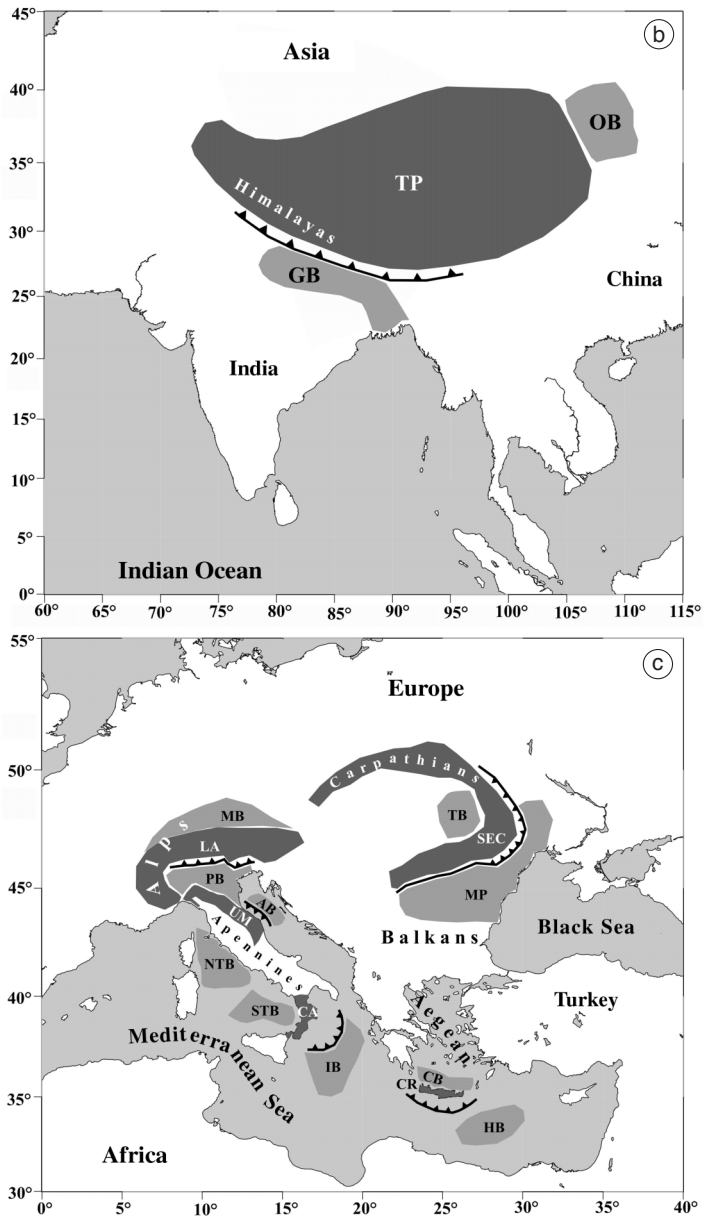 45°
b
Asia
40°
OB
35°
TP
Himalayas
30°
GB
China
25°
20°
India
15°
10°
5°
Indian Ocean
0°
60° 65° 70° 75° 80° 85° 90° 95° 100° 105° 110° 115°
55°
c
Europe
50°
Carpathians
MB
TB
Alps
LA
SEC
PB
45°
AB
MP
UM
Apennines
Balkans
Black Sea
NTB
40°
STB
CA
Aegean
Turkey
Mediterranean Sea
IB
CR
CB
35°
HB
Africa
30°
0° 5° 10° 15° 20° 25° 30° 35° 40°